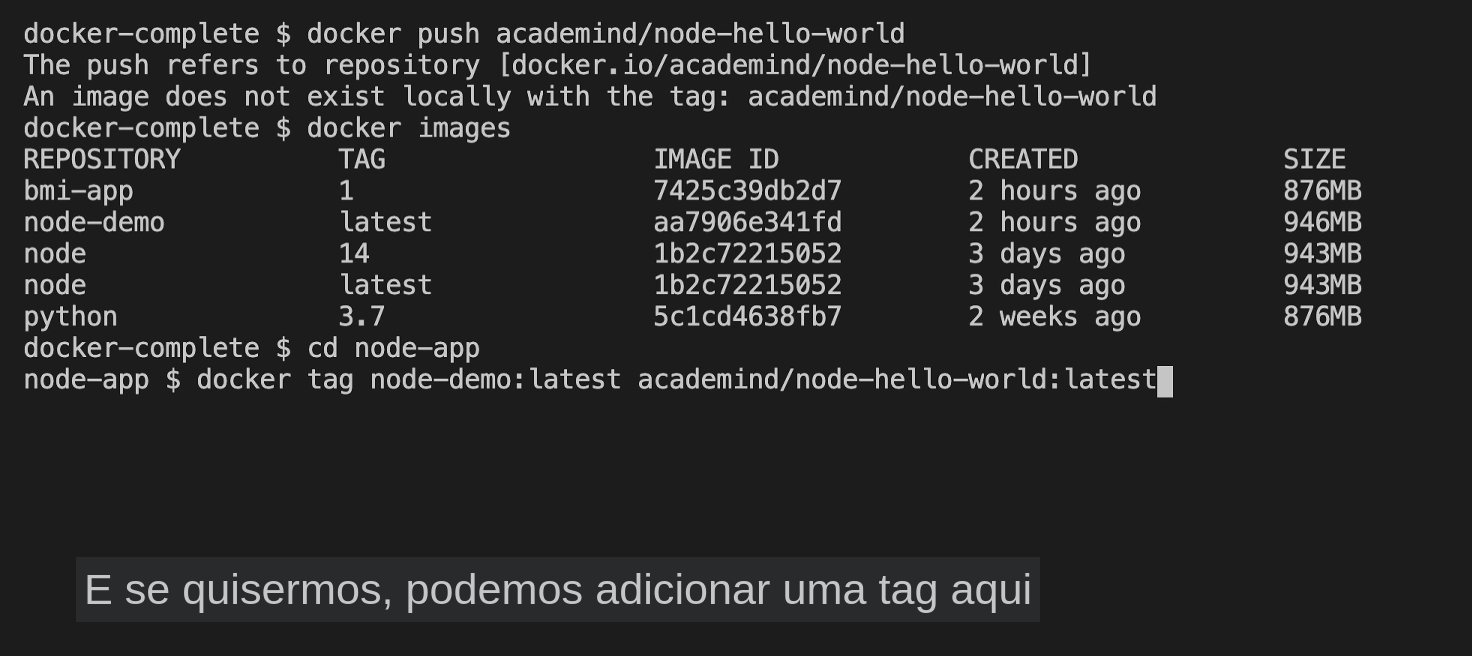 docker-complete $ docker push academind/node-hello-world
The push refers to repository [docker.io/academind/node-hello-world]
An image does not exist locally with the tag: academind/node-hello-world
docker-complete $ docker images
REPOSITORY TAG IMAGE ID CREATED SIZE
bmi-app 1 7425c39db2d7 2 hours ago 876MB
node-demo latest aa7906e341fd 2 hours ago 946MB
node 14 1b2c72215052 3 days ago 943MB
node latest 1b2c72215052 3 days ago 943MB
python 3.7 5c1cd4638fb7 2 weeks ago 876MB
docker-complete $ cd node-app
node-app $ docker tag node-demo:latest academind/node-hello-world:latest
E se quisermos, podemos adicionar uma tag aqui